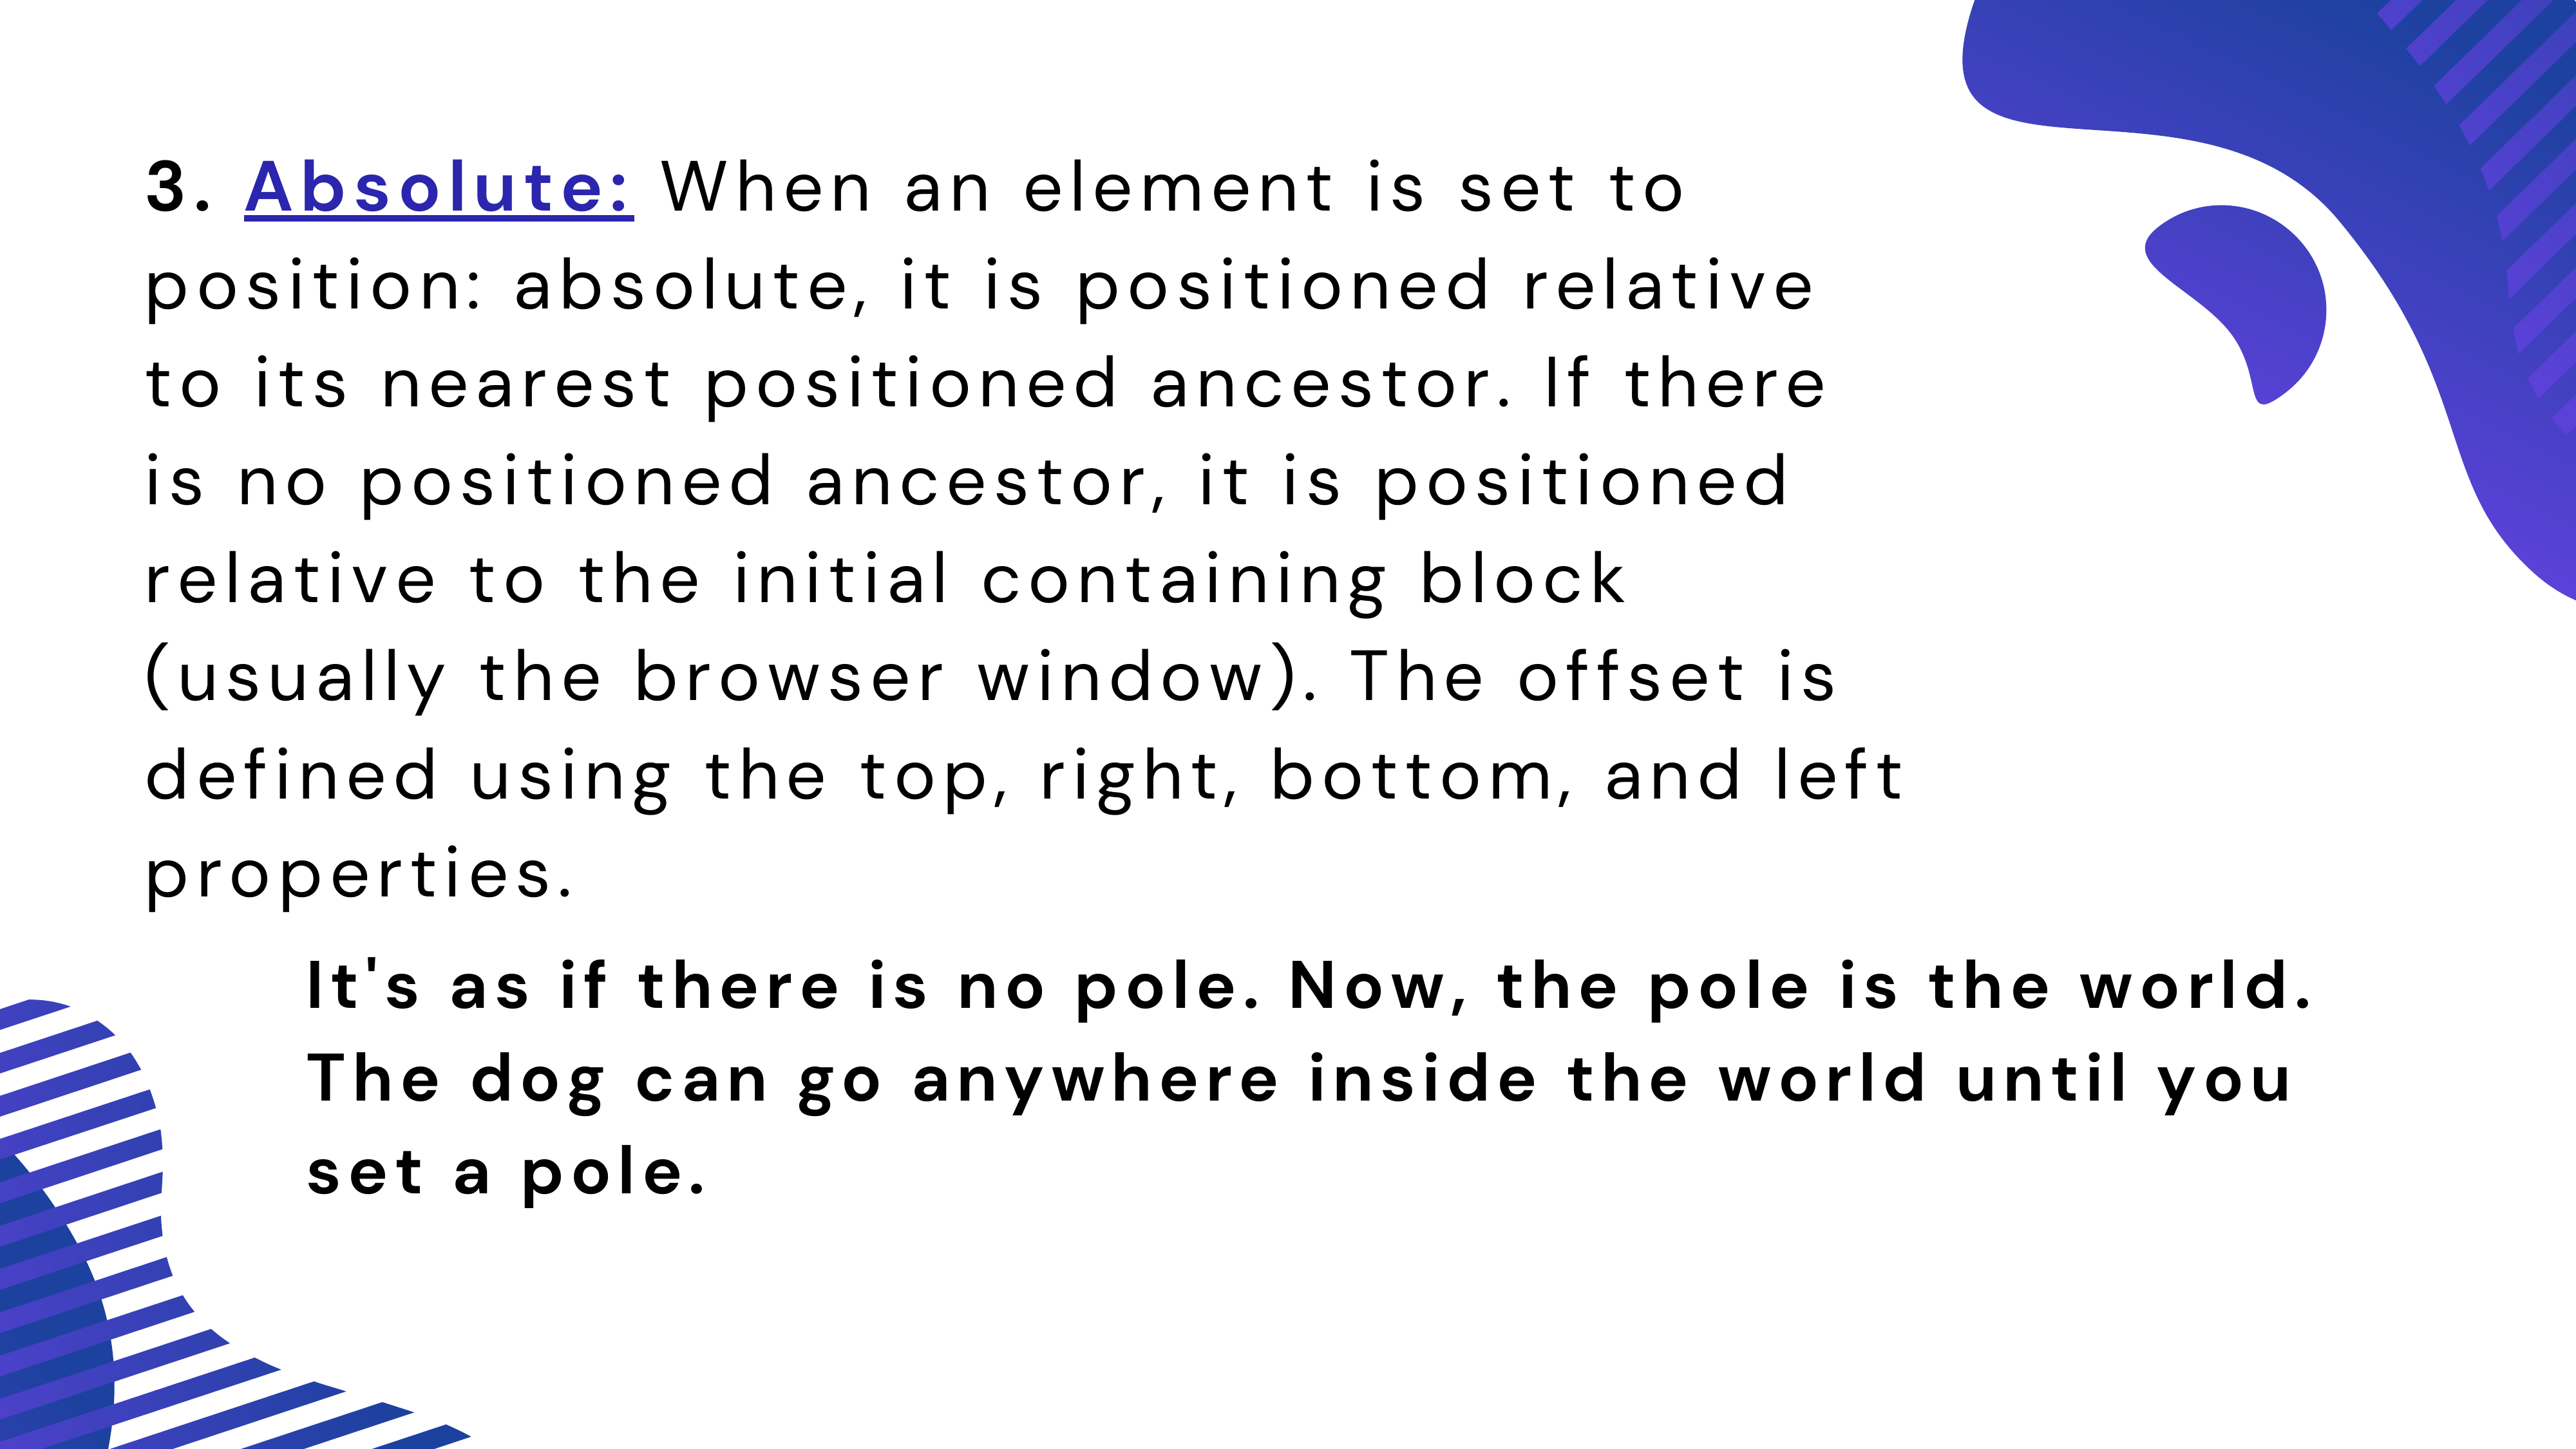 3. Absolute: When an element is set to
position: absolute, it is positioned relative
to its nearest positioned ancestor. If there
is no positioned ancestor, it is positioned
relative to the initial containing block
(usually the browser window). The offset is
defined using the top, right, bottom, and left
properties.
It's as if there is no pole. Now, the pole is the world.
The dog can go anywhere inside the world until you
set a pole.